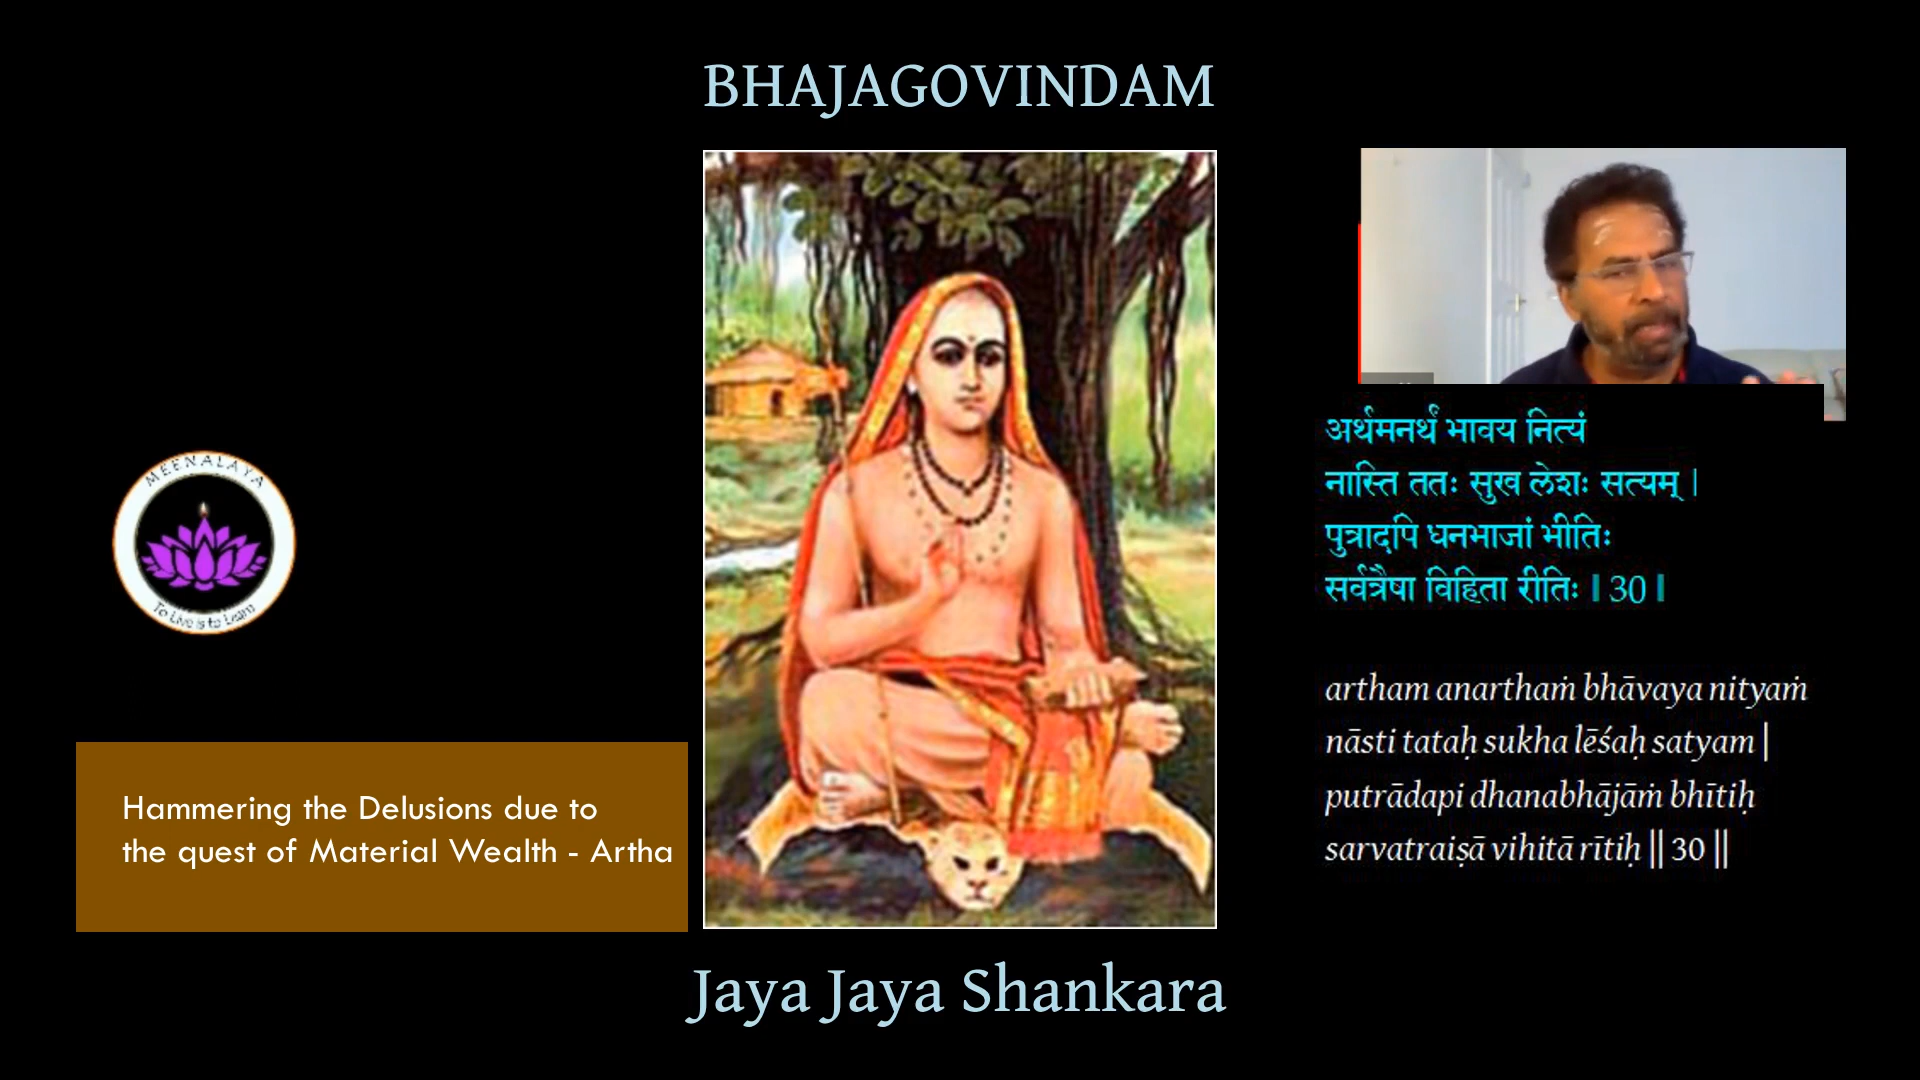 BHAJAGOVINDAM
MEENALAYA
To Live is to Learn
Hammering the Delusions due to
the quest of Material Wealth - Artha
अर्थमनर्थं भावय नित्यं
नास्ति ततः सुख लेशः सत्यम् |
पुत्रादपि धनभाजां भीतिः
सर्वत्रैषा विहिता रीतिः || 30 ||
artham anarthaṁ bhāvaya nityaṁ
nāsti tataḥ sukha lēśaḥ satyam |
putrādapi dhanabhājāṁ bhītiḥ
sarvatraiṣā vihitā rītiḥ || 30 ||
Jaya Jaya Shankara